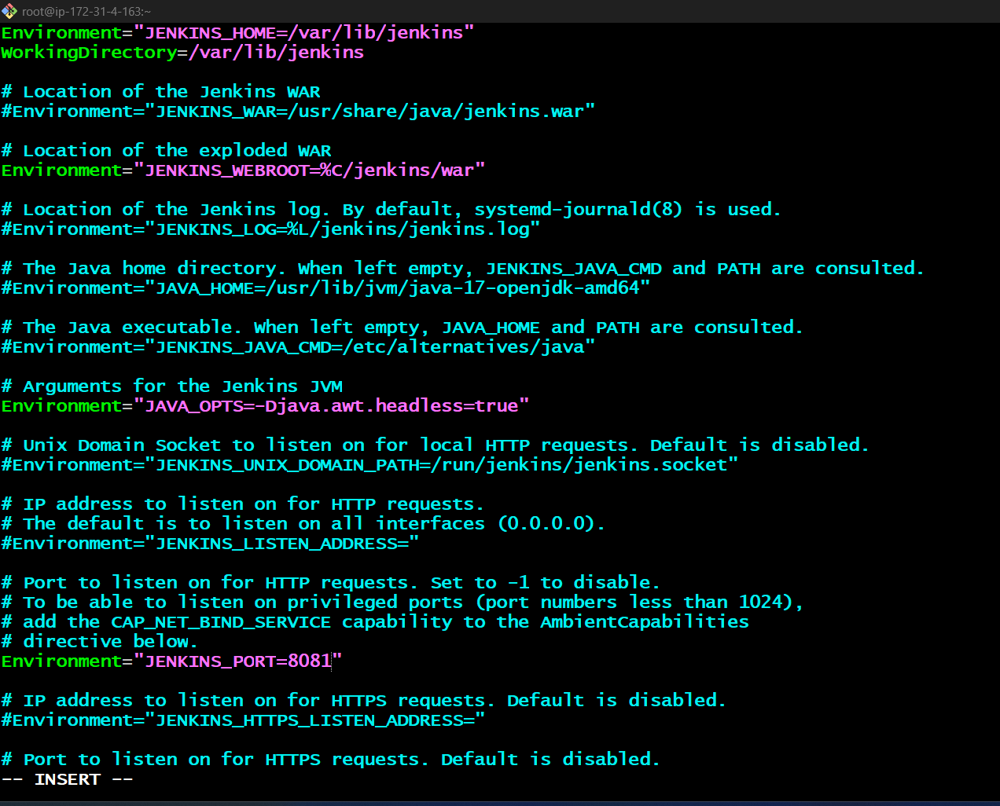 root@ip-172-31-4-163:~
Environment="JENKINS_HOME=/var/lib/jenkins"
WorkingDirectory=/var/lib/jenkins
# Location of the Jenkins WAR
#Environment="JENKINS_WAR=/usr/share/java/jenkins.war"
# Location of the exploded WAR
Environment="JENKINS_WEBROOT=%C/jenkins/war"
# Location of the Jenkins log. By default, systemd-journald(8) is used.
#Environment="JENKINS_LOG=%L/jenkins/jenkins.log"
# The Java home directory. When left empty, JENKINS_JAVA_CMD and PATH are consulted.
#Environment="JAVA_HOME=/usr/lib/jvm/java-17-openjdk-amd64"
# The Java executable. When left empty, JAVA_HOME and PATH are consulted.
#Environment="JENKINS_JAVA_CMD=/etc/alternatives/java"
# Arguments for the Jenkins JVM
Environment="JAVA_OPTS=-Djava.awt.headless=true"
# Unix Domain Socket to listen on for local HTTP requests. Default is disabled.
#Environment="JENKINS_UNIX_DOMAIN_PATH=/run/jenkins/jenkins.socket"
# IP address to listen on for HTTP requests.
# The default is to listen on all interfaces (0.0.0.0).
#Environment="JENKINS_LISTEN_ADDRESS="
# Port to listen on for HTTP requests. Set to -1 to disable.
# To be able to listen on privileged ports (port numbers less than 1024),
# add the CAP_NET_BIND_SERVICE capability to the AmbientCapabilities
# directive below.
Environment="JENKINS_PORT=8081"
# IP address to listen on for HTTPS requests. Default is disabled.
#Environment="JENKINS_HTTPS_LISTEN_ADDRESS="
# Port to listen on for HTTPS requests. Default is disabled.
-- INSERT --